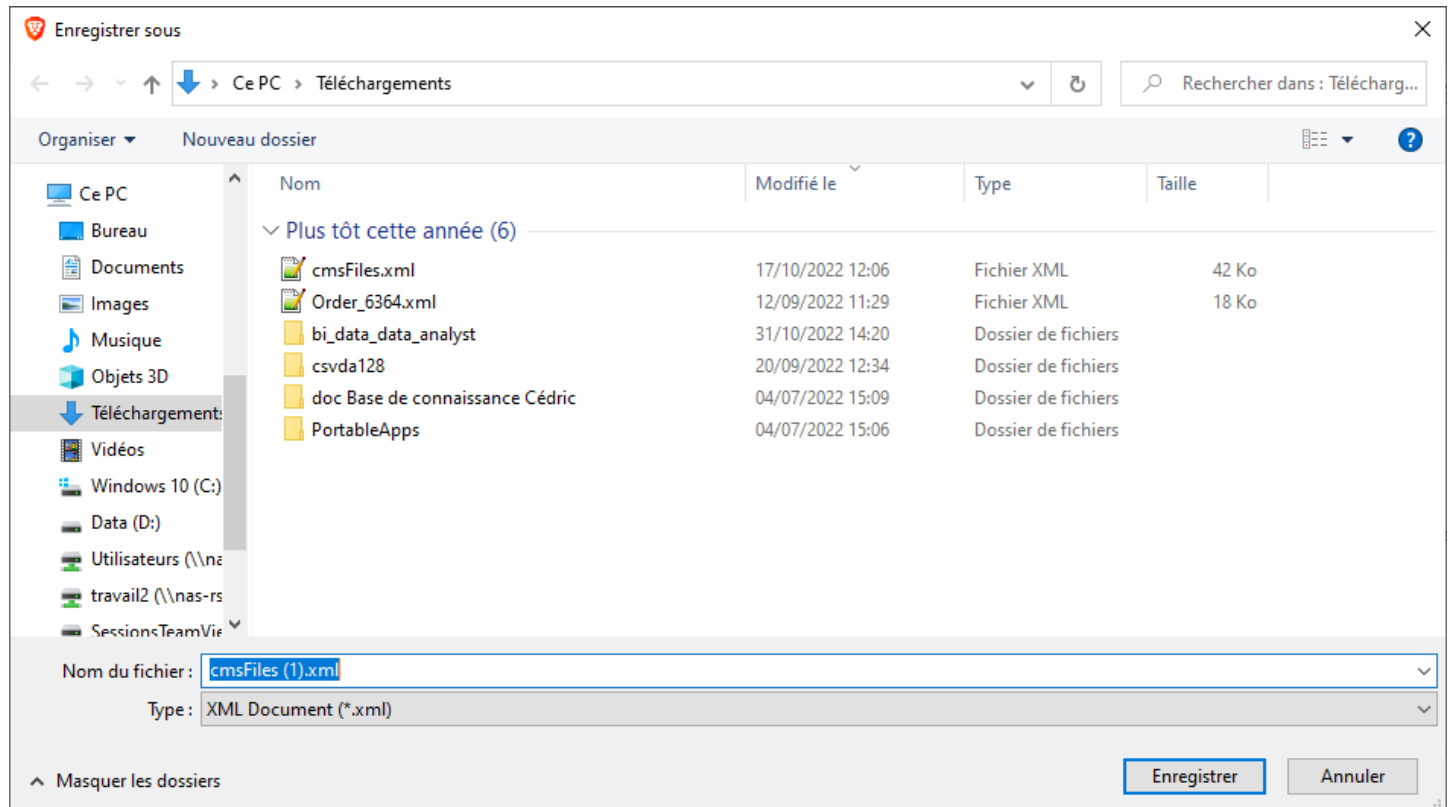 Enregistrer sous
Ce PC > Téléchargements
Rechercher dans : Télécharg...
Organiser
Nouveau dossier
Ce PC
Bureau
Documents
Images
Musique
Objets 3D
Téléchargements
Vidéos
Windows 10 (C:)
Data (D:)
Utilisateurs (\\na
travail2 (\\nas-rs
SessionsTeamVie
Nom Modifié le Type Taille
Plus tôt cette année (6)
cmsFiles.xml 17/10/2022 12:06 Fichier XML 42 Ko
Order_6364.xml 12/09/2022 11:29 Fichier XML 18 Ko
bi_data_data_analyst 31/10/2022 14:20 Dossier de fichiers
csvda128 20/09/2022 12:34 Dossier de fichiers
doc Base de connaissance Cédric 04/07/2022 15:09 Dossier de fichiers
PortableApps 04/07/2022 15:06 Dossier de fichiers
Nom du fichier : cmsFiles (1).xml
Type : XML Document (*.xml)
Masquer les dossiers
Enregistrer
Annuler